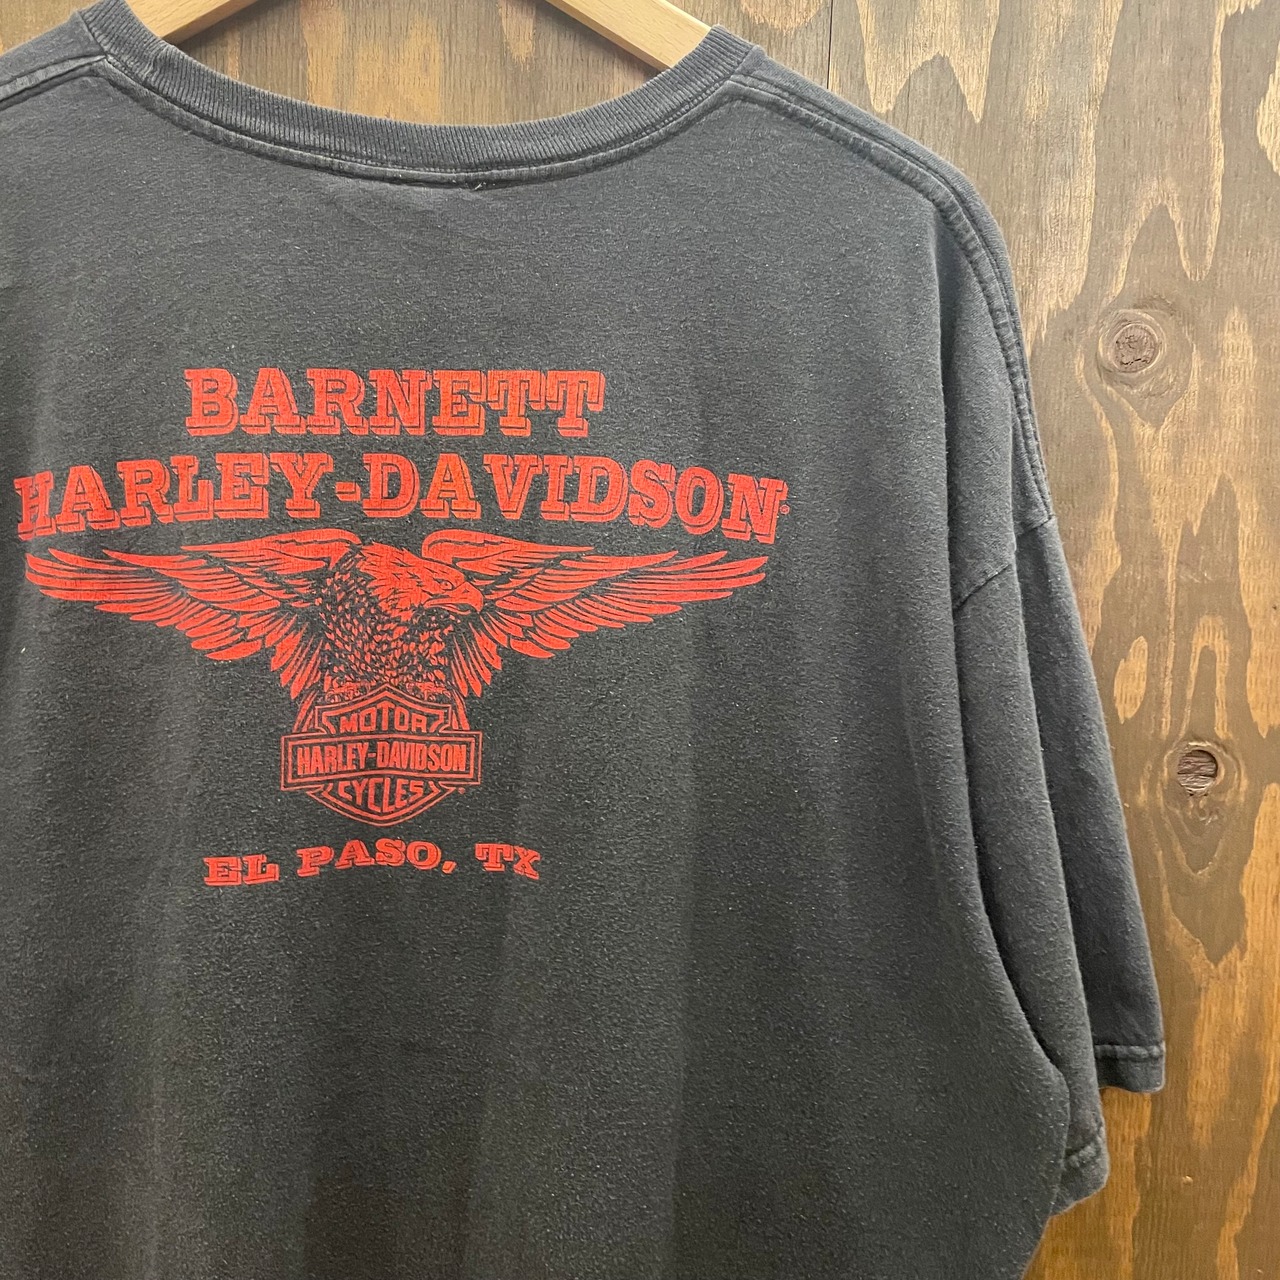 BARNETT
HARLEY-DAVIDSON®
MOTOR
HARLEY-DAVIDSON
CYCLES
EL PASO, TX